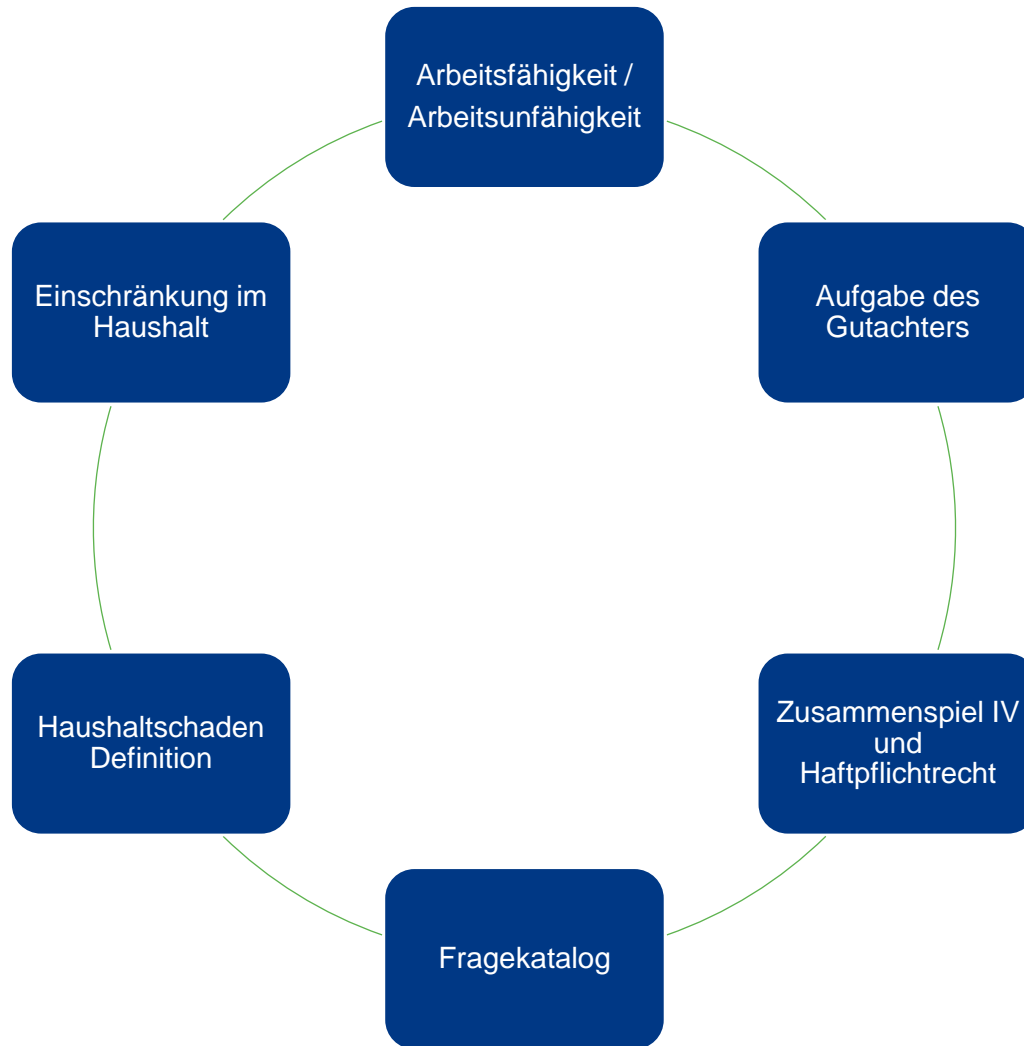 Arbeitsfähigkeit /
Arbeitsunfähigkeit
Aufgabe des
Gutachters
Zusammenspiel IV
und
Haftpflichtrecht
Fragekatalog
Haushaltschaden
Definition
Einschränkung im
Haushalt